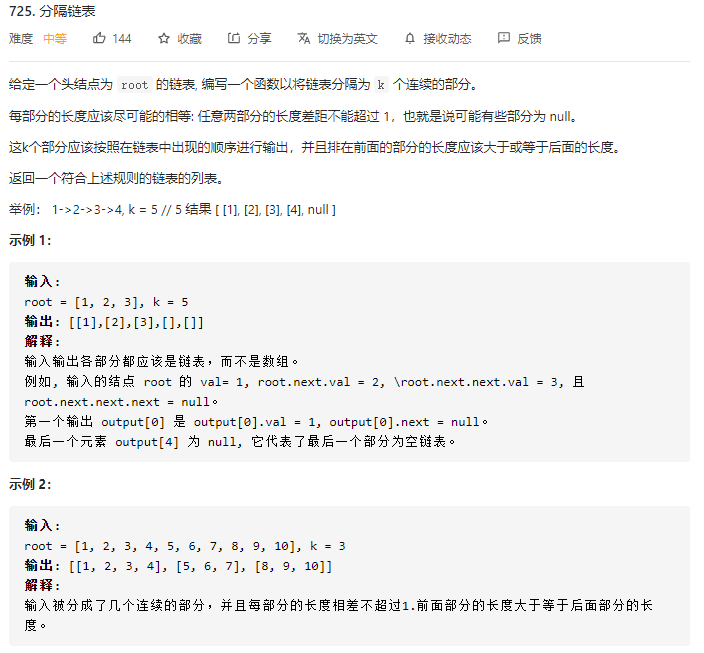 725. 分隔链表
难度 中等 144 收藏 分享 切换为英文 接收动态 反馈
给定一个头结点为 root 的链表, 编写一个函数以将链表分隔为 k 个连续的部分。
每部分的长度应该尽可能的相等: 任意两部分的长度差距不能超过 1，也就是说可能有些部分为 null。
这k个部分应该按照在链表中出现的顺序进行输出，并且排在前面的部分的长度应该大于或等于后面的长度。
返回一个符合上述规则的链表的列表。
举例： 1->2->3->4, k = 5 // 5 结果 [ [1], [2], [3], [4], null ]
示例 1：
输入：
root = [1, 2, 3], k = 5
输出：[[1],[2],[3],[],[]]
解释：
输入输出各部分都应该是链表，而不是数组。
例如, 输入的结点 root 的 val= 1, root.next.val = 2, \root.next.next.val = 3, 且
root.next.next.next = null。
第一个输出 output[0] 是 output[0].val = 1, output[0].next = null。
最后一个元素 output[4] 为 null, 它代表了最后一个部分为空链表。
示例 2：
输入：
root = [1, 2, 3, 4, 5, 6, 7, 8, 9, 10], k = 3
输出：[[1, 2, 3, 4], [5, 6, 7], [8, 9, 10]]
解释：
输入被分成了几个连续的部分，并且每部分的长度相差不超过1.前面部分的长度大于等于后面部分的长
度。